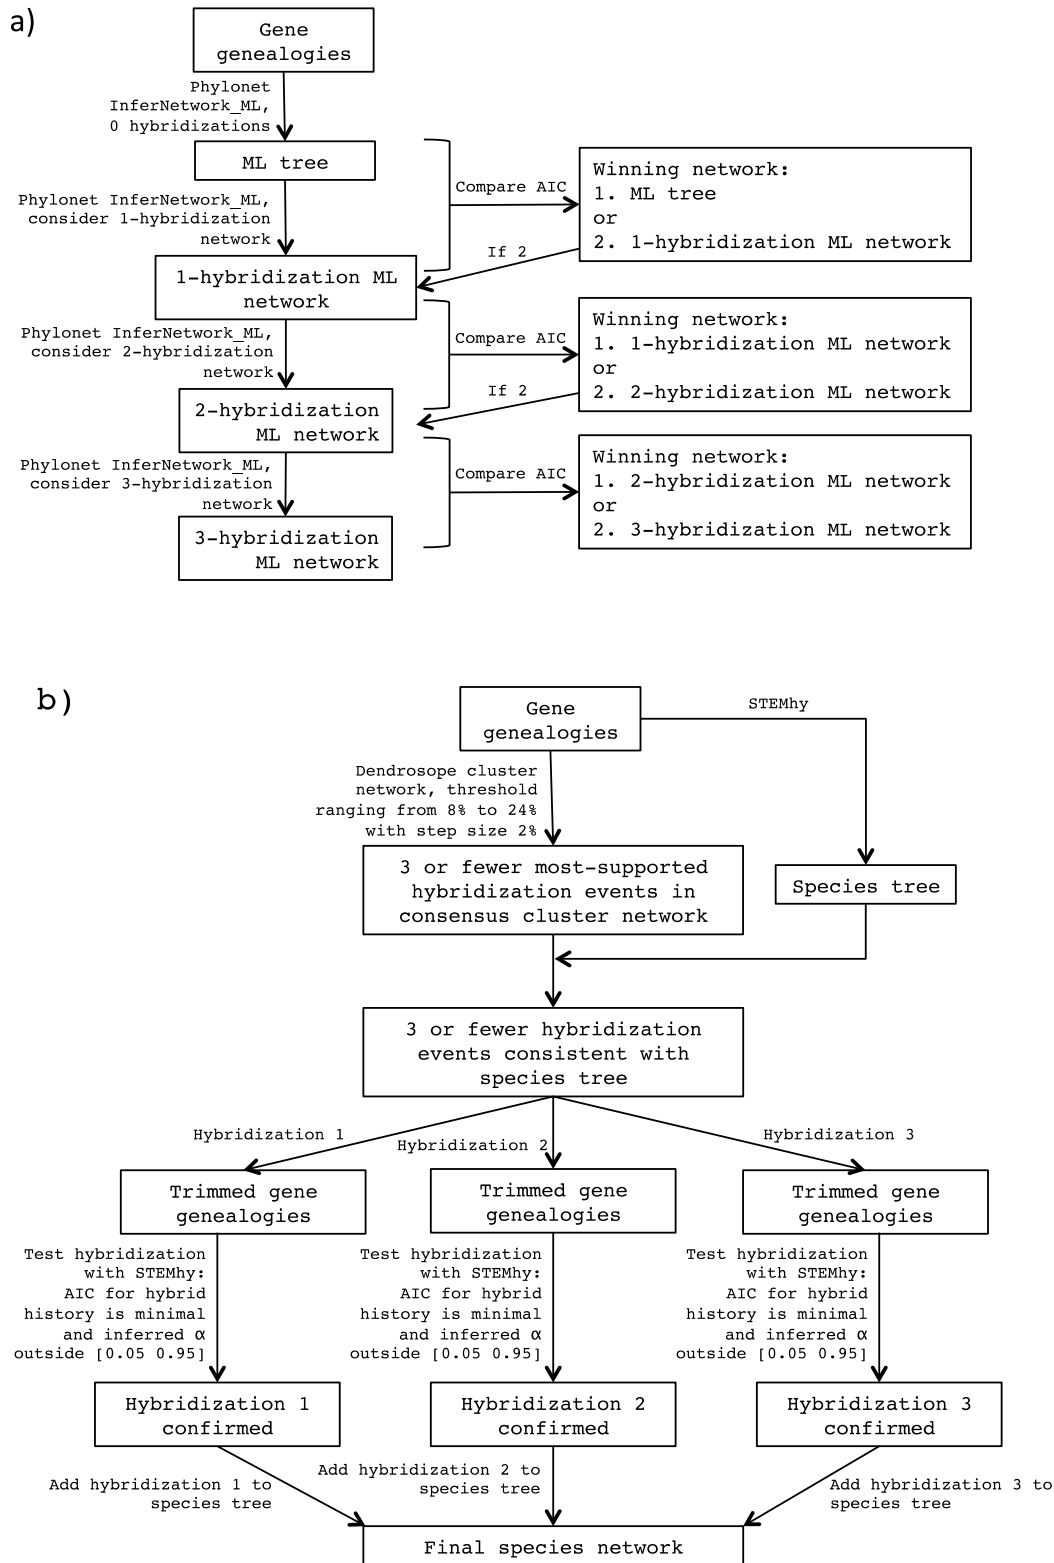 a)
Gene
genealogies
Phylonet
InferNetwork_ML,
0 hybridizations
ML tree
Phylonet InferNetwork_ML,
consider 1-hybridization
network
1-hybridization ML
network
Phylonet InferNetwork_ML,
consider 2-hybridization
network
2-hybridization
ML network
Phylonet InferNetwork_ML,
consider 3-hybridization
network
3-hybridization
ML network
Compare AIC
Winning network:
1. ML tree
or
2. 1-hybridization ML network
If 2
Compare AIC
Winning network:
1. 1-hybridization ML network
or
2. 2-hybridization ML network
If 2
Compare AIC
Winning network:
1. 2-hybridization ML network
or
2. 3-hybridization ML network
b)
Gene
genealogies
STEMhy
Dendrosope cluster
network, threshold
ranging from 8% to 24%
with step size 2%
3 or fewer most-supported
hybridization events in
consensus cluster network
Species tree
3 or fewer hybridization
events consistent with
species tree
Hybridization 1
Hybridization 2
Hybridization 3
Trimmed gene
genealogies
Trimmed gene
genealogies
Trimmed gene
genealogies
Test hybridization
with STEMhy:
AIC for hybrid
history is minimal
and inferred α
outside [0.05 0.95]
Test hybridization
with STEMhy:
AIC for hybrid
history is minimal
and inferred α
outside [0.05 0.95]
Test hybridization
with STEMhy:
AIC for hybrid
history is minimal
and inferred α
outside [0.05 0.95]
Hybridization 1
confirmed
Hybridization 2
confirmed
Hybridization 3
confirmed
Add hybridization 1 to
species tree
Add hybridization 2 to
species tree
Add hybridization 3 to
species tree
Final species network